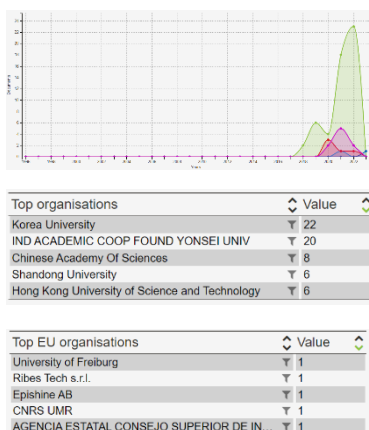 Top organisations Value
Korea University 22
IND ACADEMIC COOP FOUND YONSEI UNIV 20
Chinese Academy Of Sciences 8
Shandong University 6
Hong Kong University of Science and Technology 6
Top EU organisations Value
University of Freiburg 1
Ribes Tech s.r.l. 1
Epishine AB 1
CNRS UMR 1
AGENCIA ESTATAL CONSEJO SUPERIOR DE IN... 1